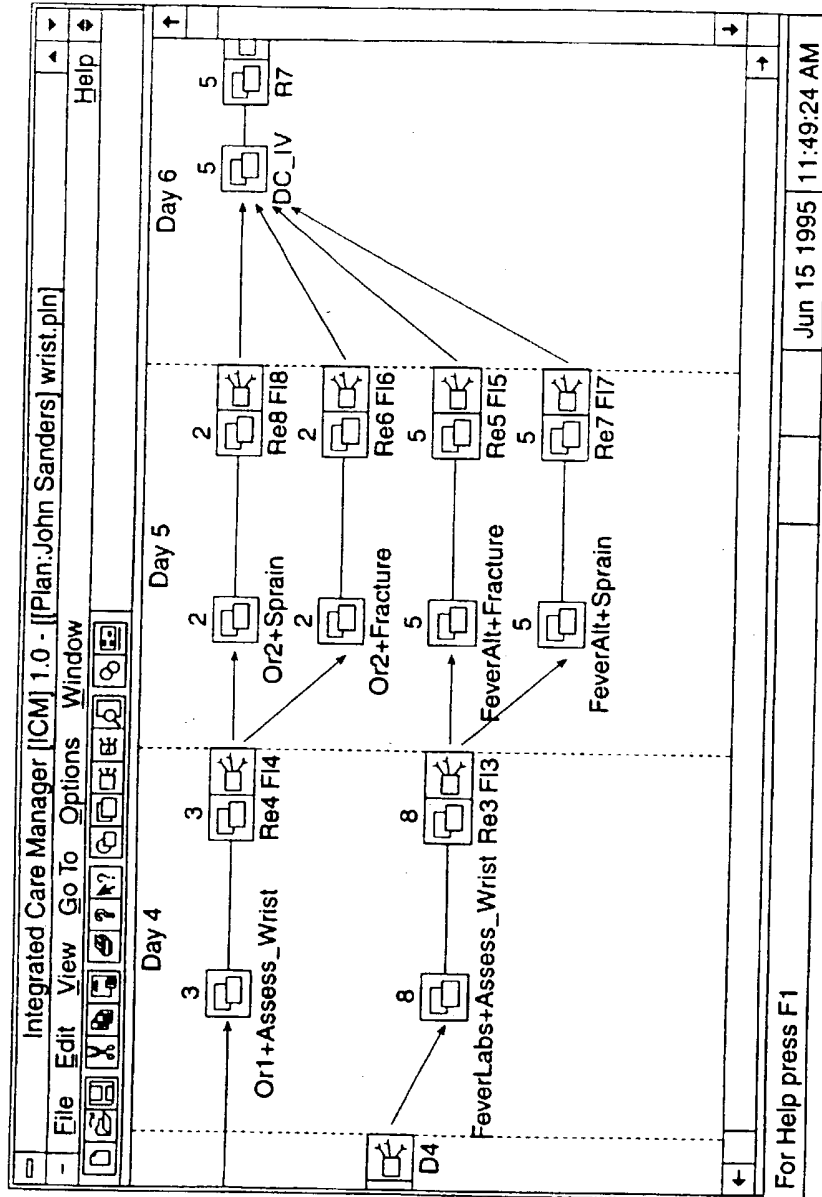 Integrated Care Manager [ICM] 1.0 - [[Plan:John Sanders] wrist.pln]
File Edit View Go To Options Window Help
Day 4 Day 5 Day 6
3
Or1+Assess_Wrist
3
Re4 Fl4
2
Or2+Sprain
2
Re8 Fl8
5
DC_IV
5
R7
2
Or2+Fracture
2
Re6 Fl6
D4
8
FeverLabs+Assess_Wrist
8
Re3 Fl3
5
FeverAlt+Fracture
5
Re5 Fl5
5
FeverAlt+Sprain
5
Re7 Fl7
For Help press F1
Jun 15 1995 11:49:24 AM